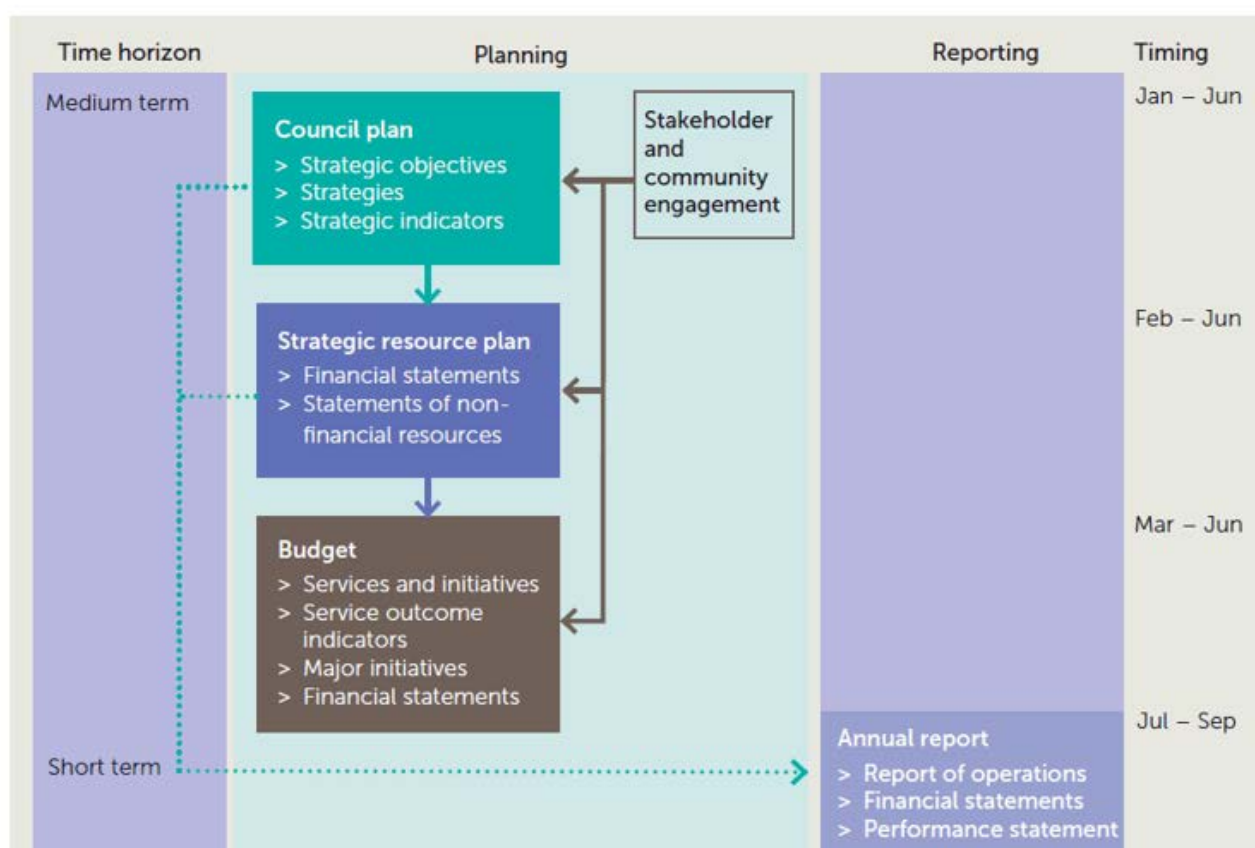 Time horizon
Planning
Reporting
Timing
Medium term
Council plan
> Strategic objectives
> Strategies
> Strategic indicators
Stakeholder
and
community
engagement
Jan – Jun
Strategic resource plan
> Financial statements
> Statements of non-
financial resources
Feb – Jun
Budget
> Services and initiatives
> Service outcome
indicators
> Major initiatives
> Financial statements
Mar – Jun
Short term
Annual report
> Report of operations
> Financial statements
> Performance statement
Jul – Sep